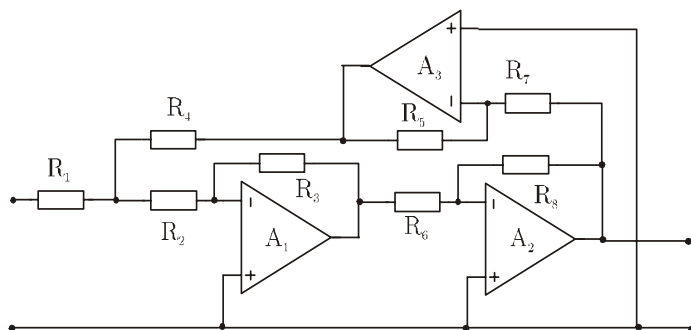 +
A₃
R₇
R₄
R₅
R₁
R₃
R₂
A₁
+
R₆
R₈
A₂
+